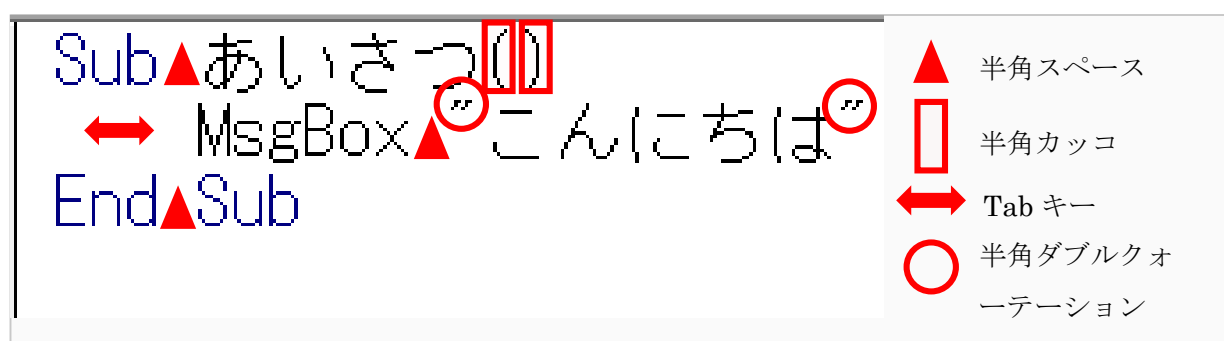 Sub あいさつ()
MsgBox "こんにちは"
End Sub
半角スペース
半角カッコ
Tab キー
半角ダブルクォ
ーテーション